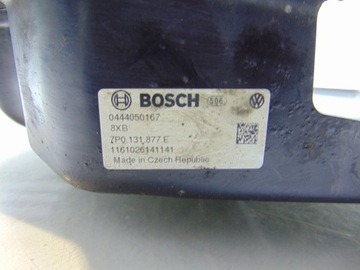 BOSCH
0444050167
8XB
7P0.131.877.E
1161026141141
Made in Czech Republic